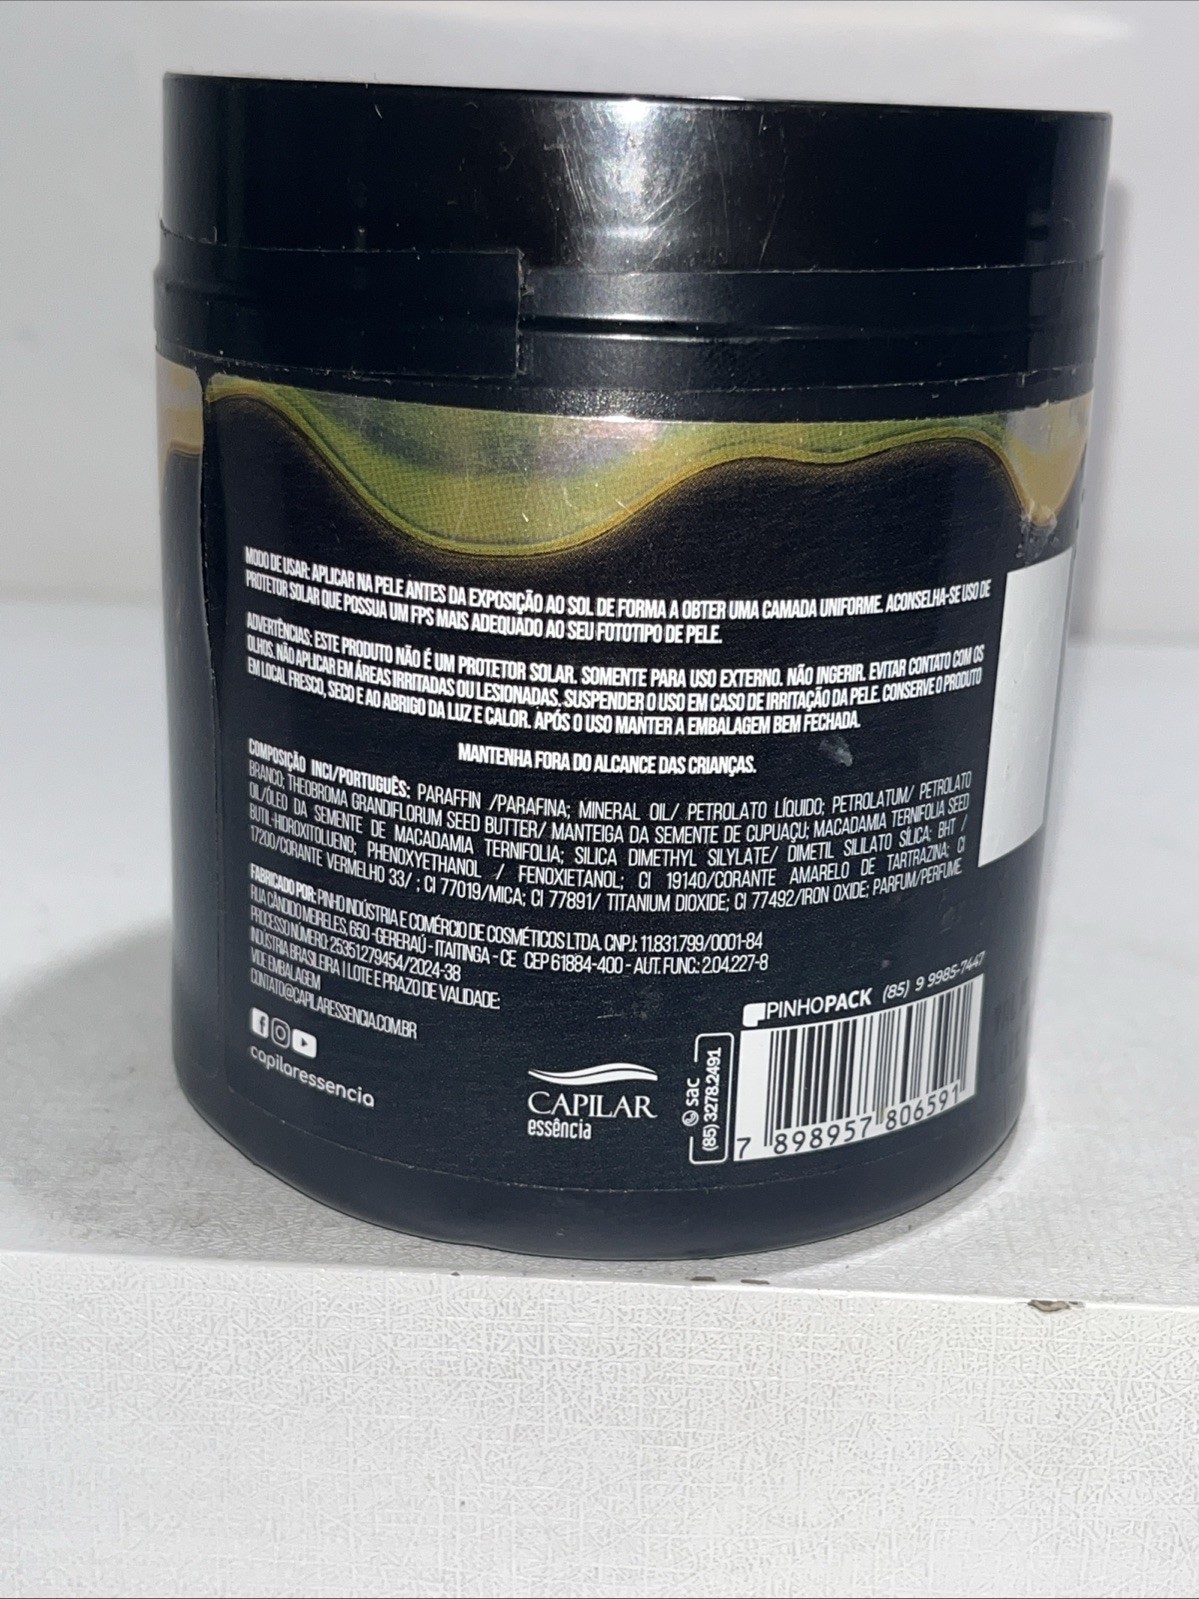 MODO DE USAR: APLICAR NA PELE ANTES DA EXPOSIÇÃO AO SOL DE FORMA A OBTER UMA CAMADA UNIFORME. ACONSELHA-SE USO DE
PROTETOR SOLAR QUE POSSUA UM FPS MAIS ADEQUADO AO SEU FOTOTIPO DE PELE.
ADVERTÊNCIAS: ESTE PRODUTO NÃO É UM PROTETOR SOLAR. SOMENTE PARA USO EXTERNO. NÃO INGERIR. EVITAR CONTATO COM OS
OLHOS. NÃO APLICAR EM ÁREAS IRRITADAS OU LESIONADAS. SUSPENDER O USO EM CASO DE IRRITAÇÃO DA PELE. CONSERVE O PRODUTO
EM LOCAL FRESCO, SECO E AO ABRIGO DA LUZ E CALOR. APÓS O USO MANTER A EMBALAGEM BEM FECHADA.
MANTENHA FORA DO ALCANCE DAS CRIANÇAS.
COMPOSIÇÃO INCI/PORTUGUÊS: PARAFFIN /PARAFINA; MINERAL OIL/ PETROLATO LÍQUIDO; PETROLATUM/ PETROLATO
BRANCO; THEOBROMA GRANDIFLORUM SEED BUTTER/ MANTEIGA DA SEMENTE DE CUPUAÇU; MACADAMIA TERNIFOLIA SEED
OIL/ÓLEO DA SEMENTE DE MACADAMIA TERNIFOLIA; SILICA DIMETHYL SILYLATE/ DIMETIL SILILATO SÍLICA; BHT /
BUTIL-HIDROXITOLUENO; PHENOXYETHANOL / FENOXIETANOL; CI 19140/CORANTE AMARELO DE TARTRAZINA; CI
17200/CORANTE VERMELHO 33/ ; CI 77019/MICA; CI 77891/ TITANIUM DIOXIDE; CI 77492/IRON OXIDE; PARFUM/PERFUME.
FABRICADO POR: PINHO INDÚSTRIA E COMÉRCIO DE COSMÉTICOS LTDA. CNPJ: 11.831.799/0001-84
RUA CÂNDIDO MEIRELES, 650 - GERERAÚ - ITAITINGA - CE CEP 61884-400 - AUT. FUNC.: 2.04.227-8
PROCESSO NÚMERO: 25351279454/2024-38
INDÚSTRIA BRASILEIRA | LOTE E PRAZO DE VALIDADE:
VIDE EMBALAGEM
CONTATO@CAPILARESSENCIA.COM.BR
capilaressencia
CAPILAR
essência
sac
(85) 3278.2491
PINHOPACK (85) 9 9985-7447
7 898957 806591